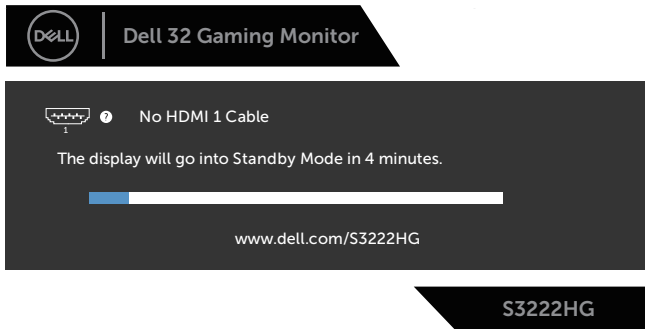 DELL
Dell 32 Gaming Monitor
? No HDMI 1 Cable
1
The display will go into Standby Mode in 4 minutes.
www.dell.com/S3222HG
S3222HG